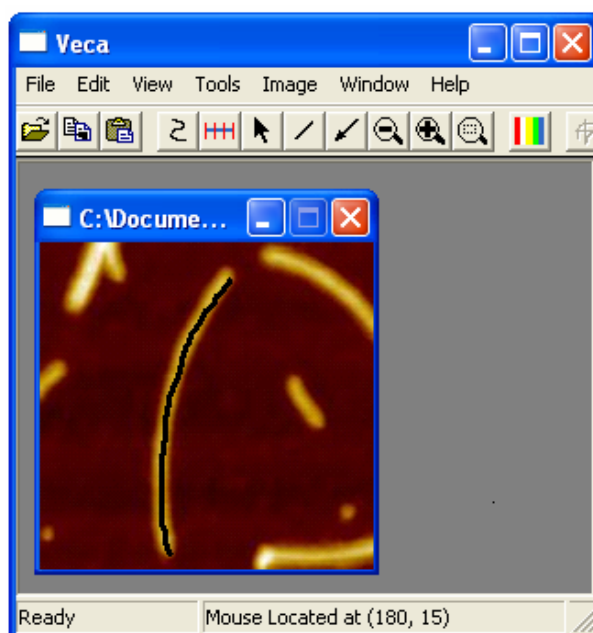 Veca
File Edit View Tools Image Window Help
C:\Docume...
Ready Mouse Located at (180, 15)